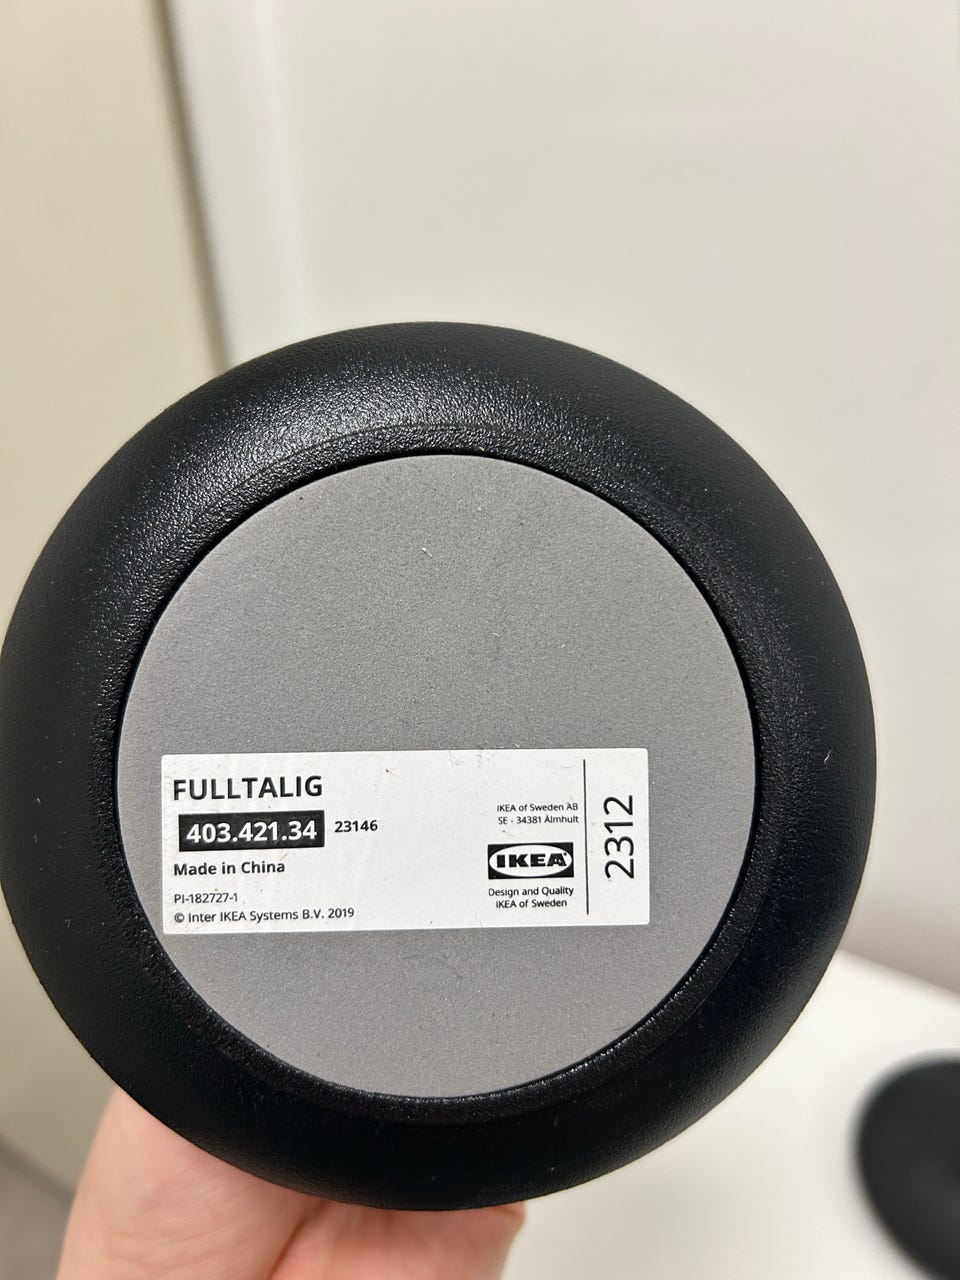 FULLTALIG
403.421.34 23146
Made in China
PI-182727-1
© Inter IKEA Systems B.V. 2019
IKEA of Sweden AB
SE - 34381 Älmhult
IKEA
Design and Quality
IKEA of Sweden
2312